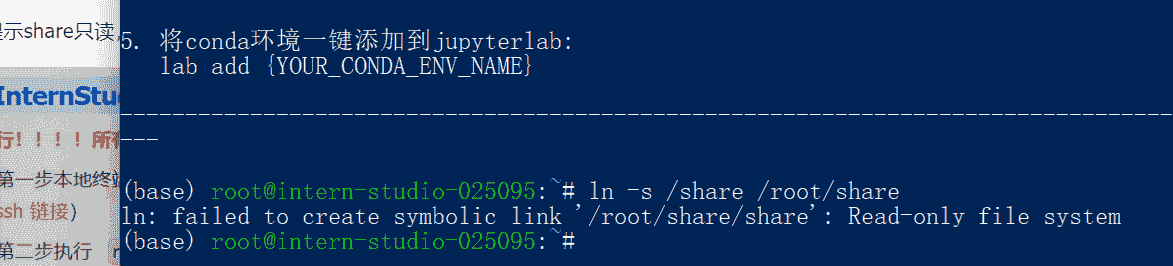 示share只读,
InternStu
行！！！！所有
第一步本地终端
ssh 链接）
第二步执行
5. 将conda环境一键添加到jupyterlab:
lab add {YOUR_CONDA_ENV_NAME}
--------------------------------------------------------------------------------
---
(base) root@intern-studio-025095:~# ln -s /share /root/share
ln: failed to create symbolic link '/root/share/share': Read-only file system
(base) root@intern-studio-025095:~#